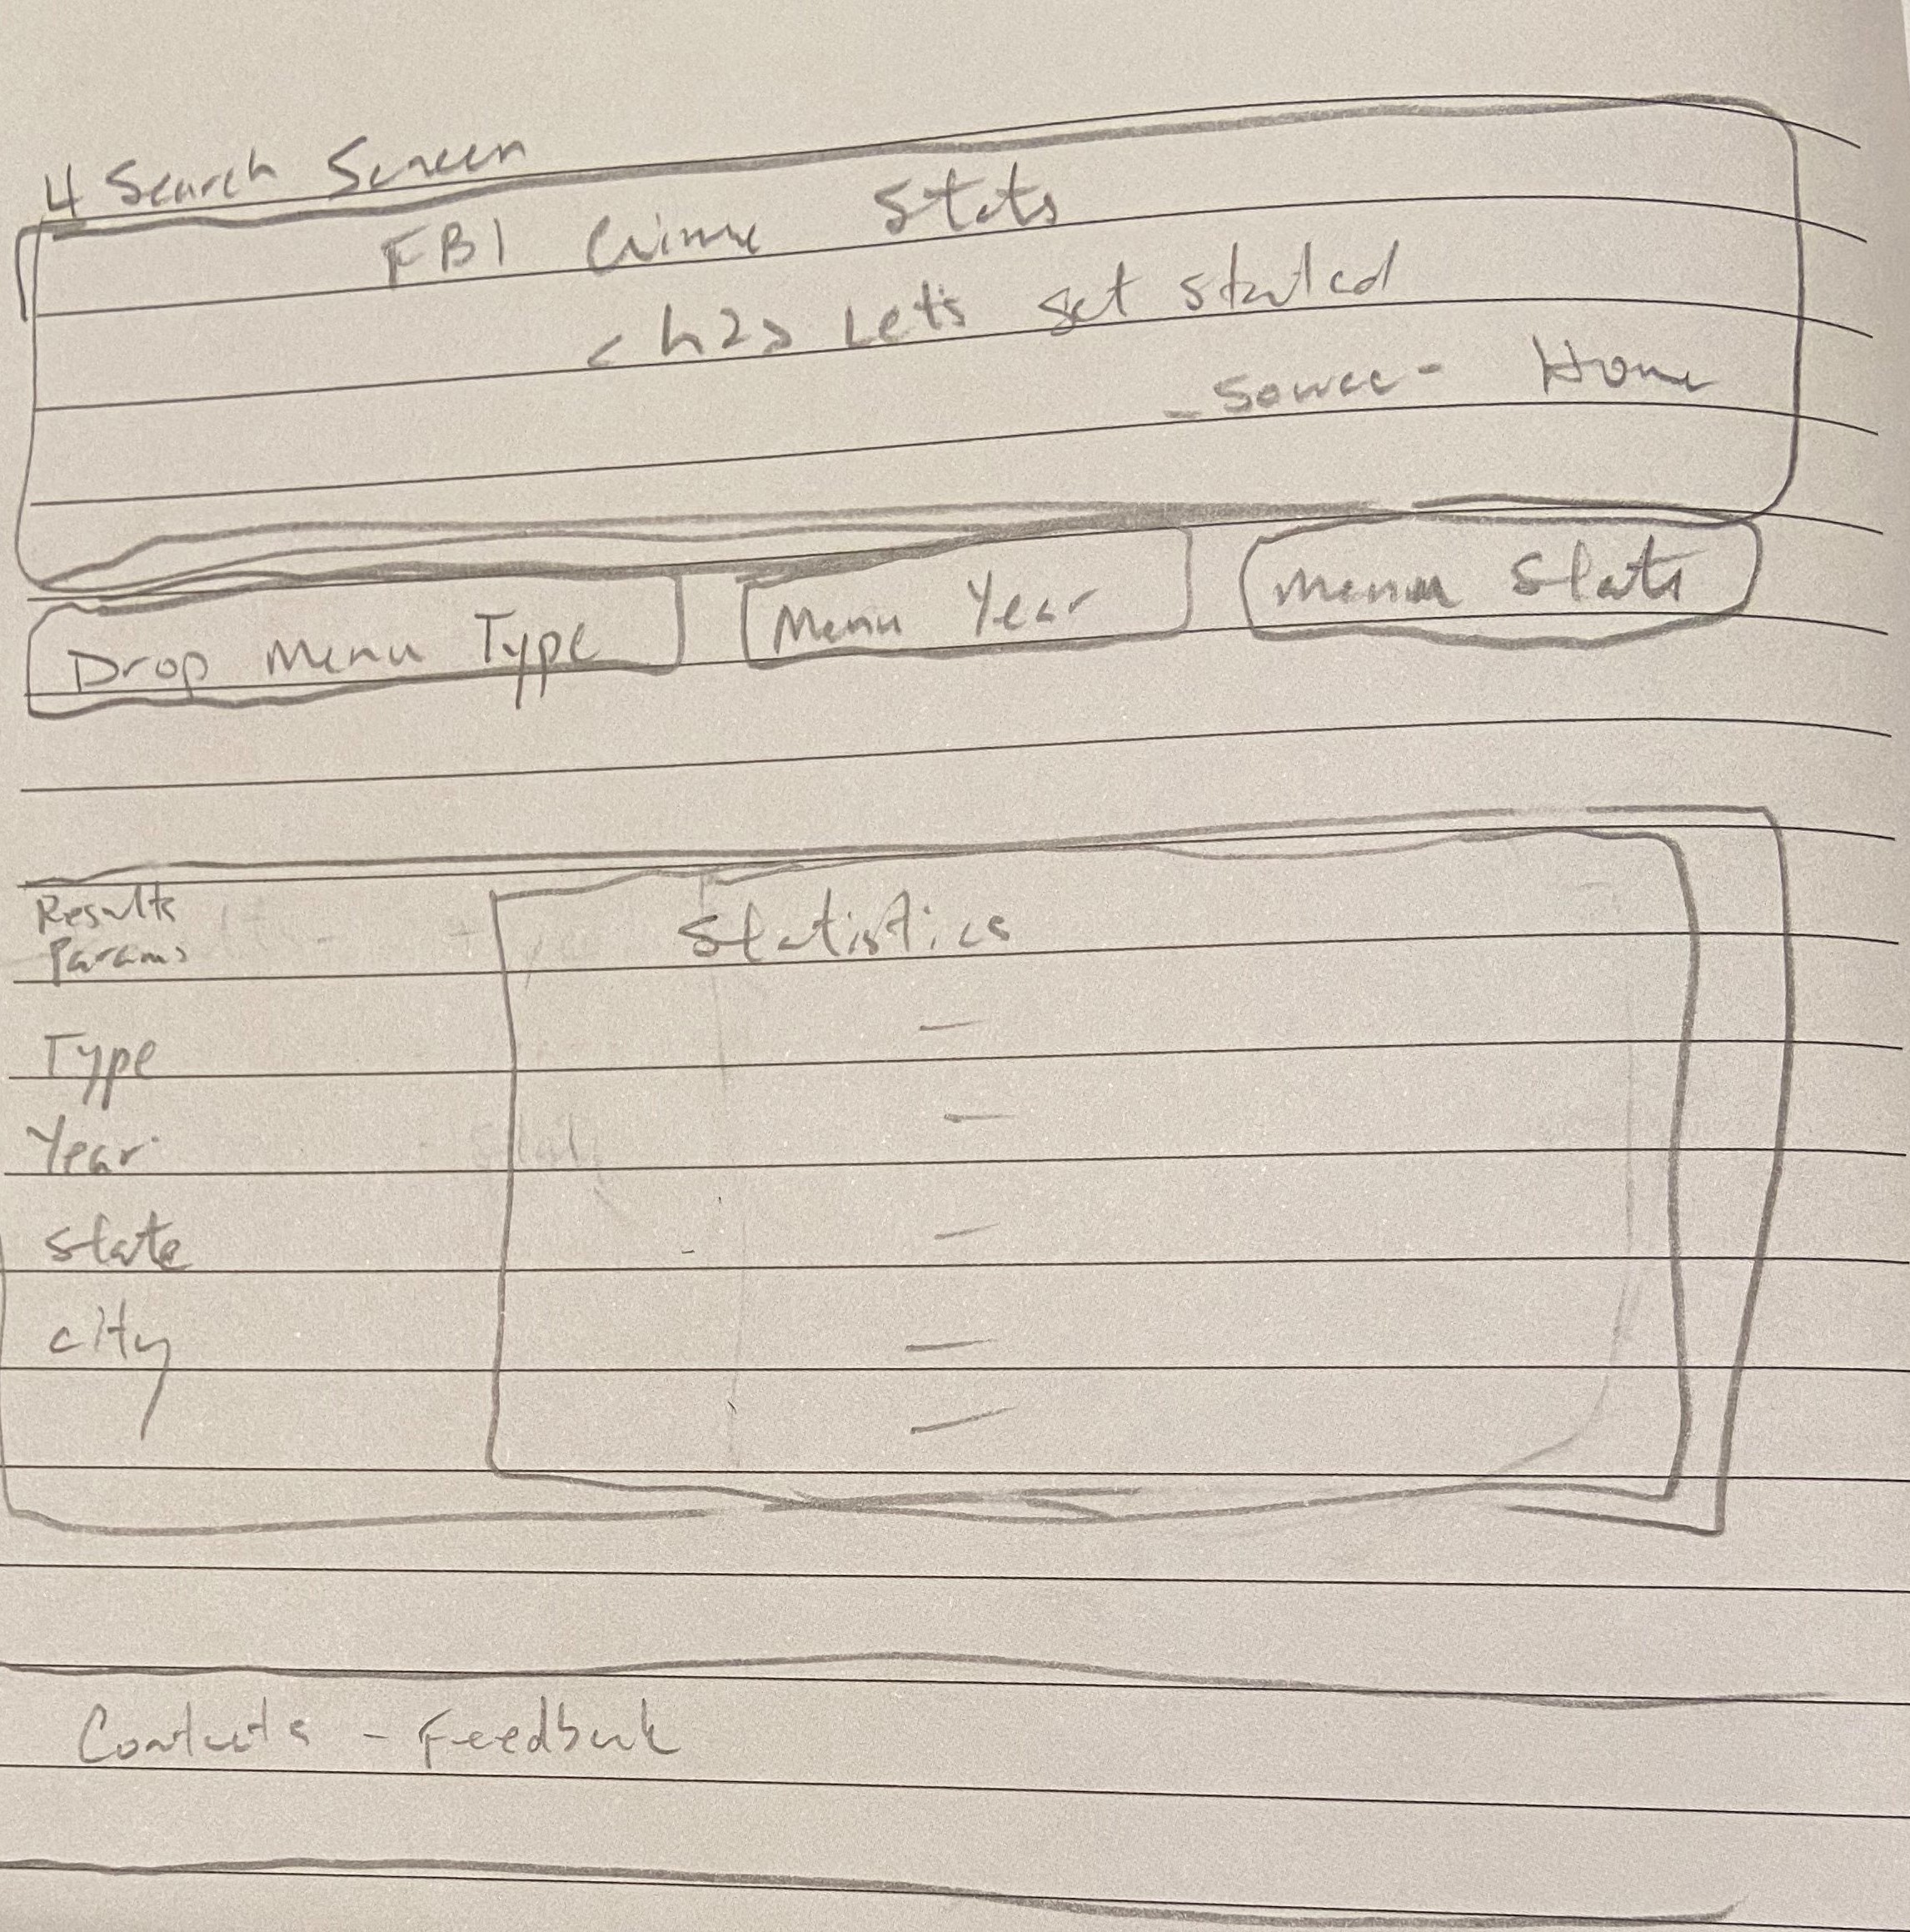 4 Search Screen
FBI Crime Stats
<h2> Let's get started
- Source - Home
Drop Menu Type
Menu Year
Menu State
Results
Params
Statistics
Type
Year
State
city
Contacts - Feedback